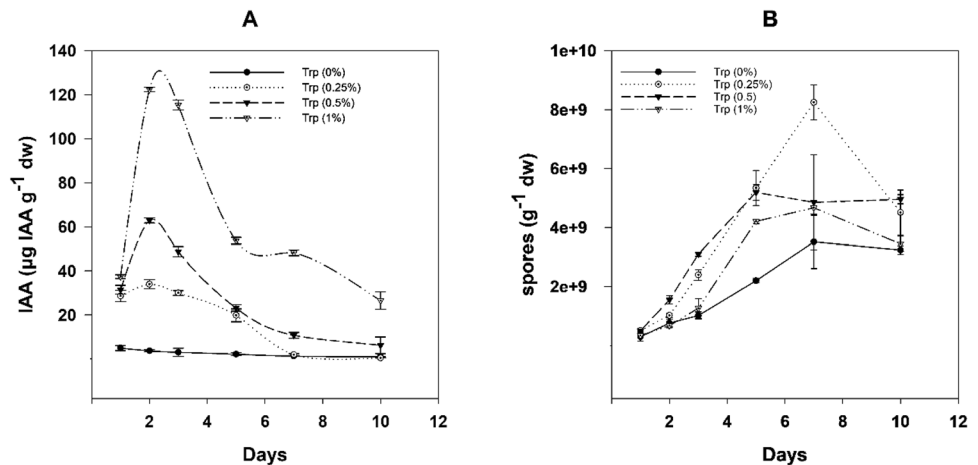 A
IAA (µg IAA g-1 dw)
140
120
100
80
60
40
20
Trp (0%)
Trp (0.25%)
Trp (0.5%)
Trp (1%)
2 4 6 8 10 12
Days
B
spores (g-1 dw)
1e+10
8e+9
6e+9
4e+9
2e+9
Trp (0%)
Trp (0.25%)
Trp (0.5)
Trp (1%)
2 4 6 8 10 12
Days